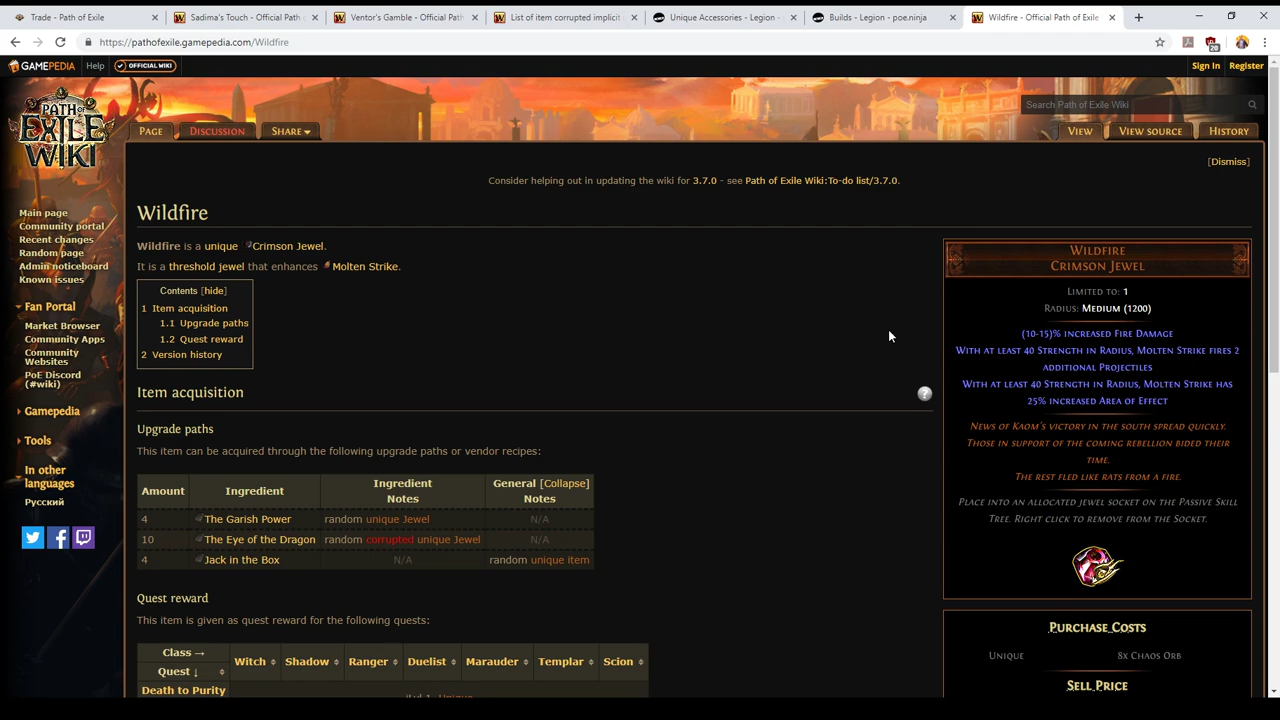 Trade - Path of Exile
Sadima's Touch - Official Path
Ventor's Gamble - Official Path
List of item corrupted implicit
Unique Accessories - Legion -
Builds - Legion - poe.ninja
Wildfire - Official Path of Exile
https://pathofexile.gamepedia.com/Wildfire
20
GAMEPEDIA
Help
OFFICIAL WIKI
Sign In
Register
PATH OF EXILE WIKI
Search Path of Exile Wiki
PAGE
DISCUSSION
SHARE
VIEW
VIEW SOURCE
HISTORY
[Dismiss]
Consider helping out in updating the wiki for 3.7.0 - see Path of Exile Wiki:To-do list/3.7.0.
Main page
Community portal
Recent changes
Random page
Admin noticeboard
Known issues
Fan Portal
Market Browser
Community Apps
Community
Websites
PoE Discord
(#wiki)
Gamepedia
Tools
In other
languages
Русский
Wildfire
Wildfire is a unique Crimson Jewel.
It is a threshold jewel that enhances Molten Strike.
Contents [hide]
1 Item acquisition
1.1 Upgrade paths
1.2 Quest reward
2 Version history
Item acquisition
?
Upgrade paths
This item can be acquired through the following upgrade paths or vendor recipes:
Amount
Ingredient
Ingredient
Notes
General [Collapse]
Notes
4 The Garish Power random unique Jewel N/A
10 The Eye of the Dragon random corrupted unique Jewel N/A
4 Jack in the Box N/A random unique item
Quest reward
This item is given as quest reward for the following quests:
Class →
Quest ↓
Witch
Shadow
Ranger
Duelist
Marauder
Templar
Scion
Death to Purity
WILDFIRE
CRIMSON JEWEL
LIMITED TO: 1
RADIUS: MEDIUM (1200)
(10-15)% INCREASED FIRE DAMAGE
WITH AT LEAST 40 STRENGTH IN RADIUS, MOLTEN STRIKE FIRES 2
ADDITIONAL PROJECTILES
WITH AT LEAST 40 STRENGTH IN RADIUS, MOLTEN STRIKE HAS
25% INCREASED AREA OF EFFECT
NEWS OF KAOM'S VICTORY IN THE SOUTH SPREAD QUICKLY.
THOSE IN SUPPORT OF THE COMING REBELLION BIDED THEIR
TIME.
THE REST FLED LIKE RATS FROM A FIRE.
PLACE INTO AN ALLOCATED JEWEL SOCKET ON THE PASSIVE SKILL
TREE. RIGHT CLICK TO REMOVE FROM THE SOCKET.
PURCHASE COSTS
UNIQUE 8X CHAOS ORB
SELL PRICE